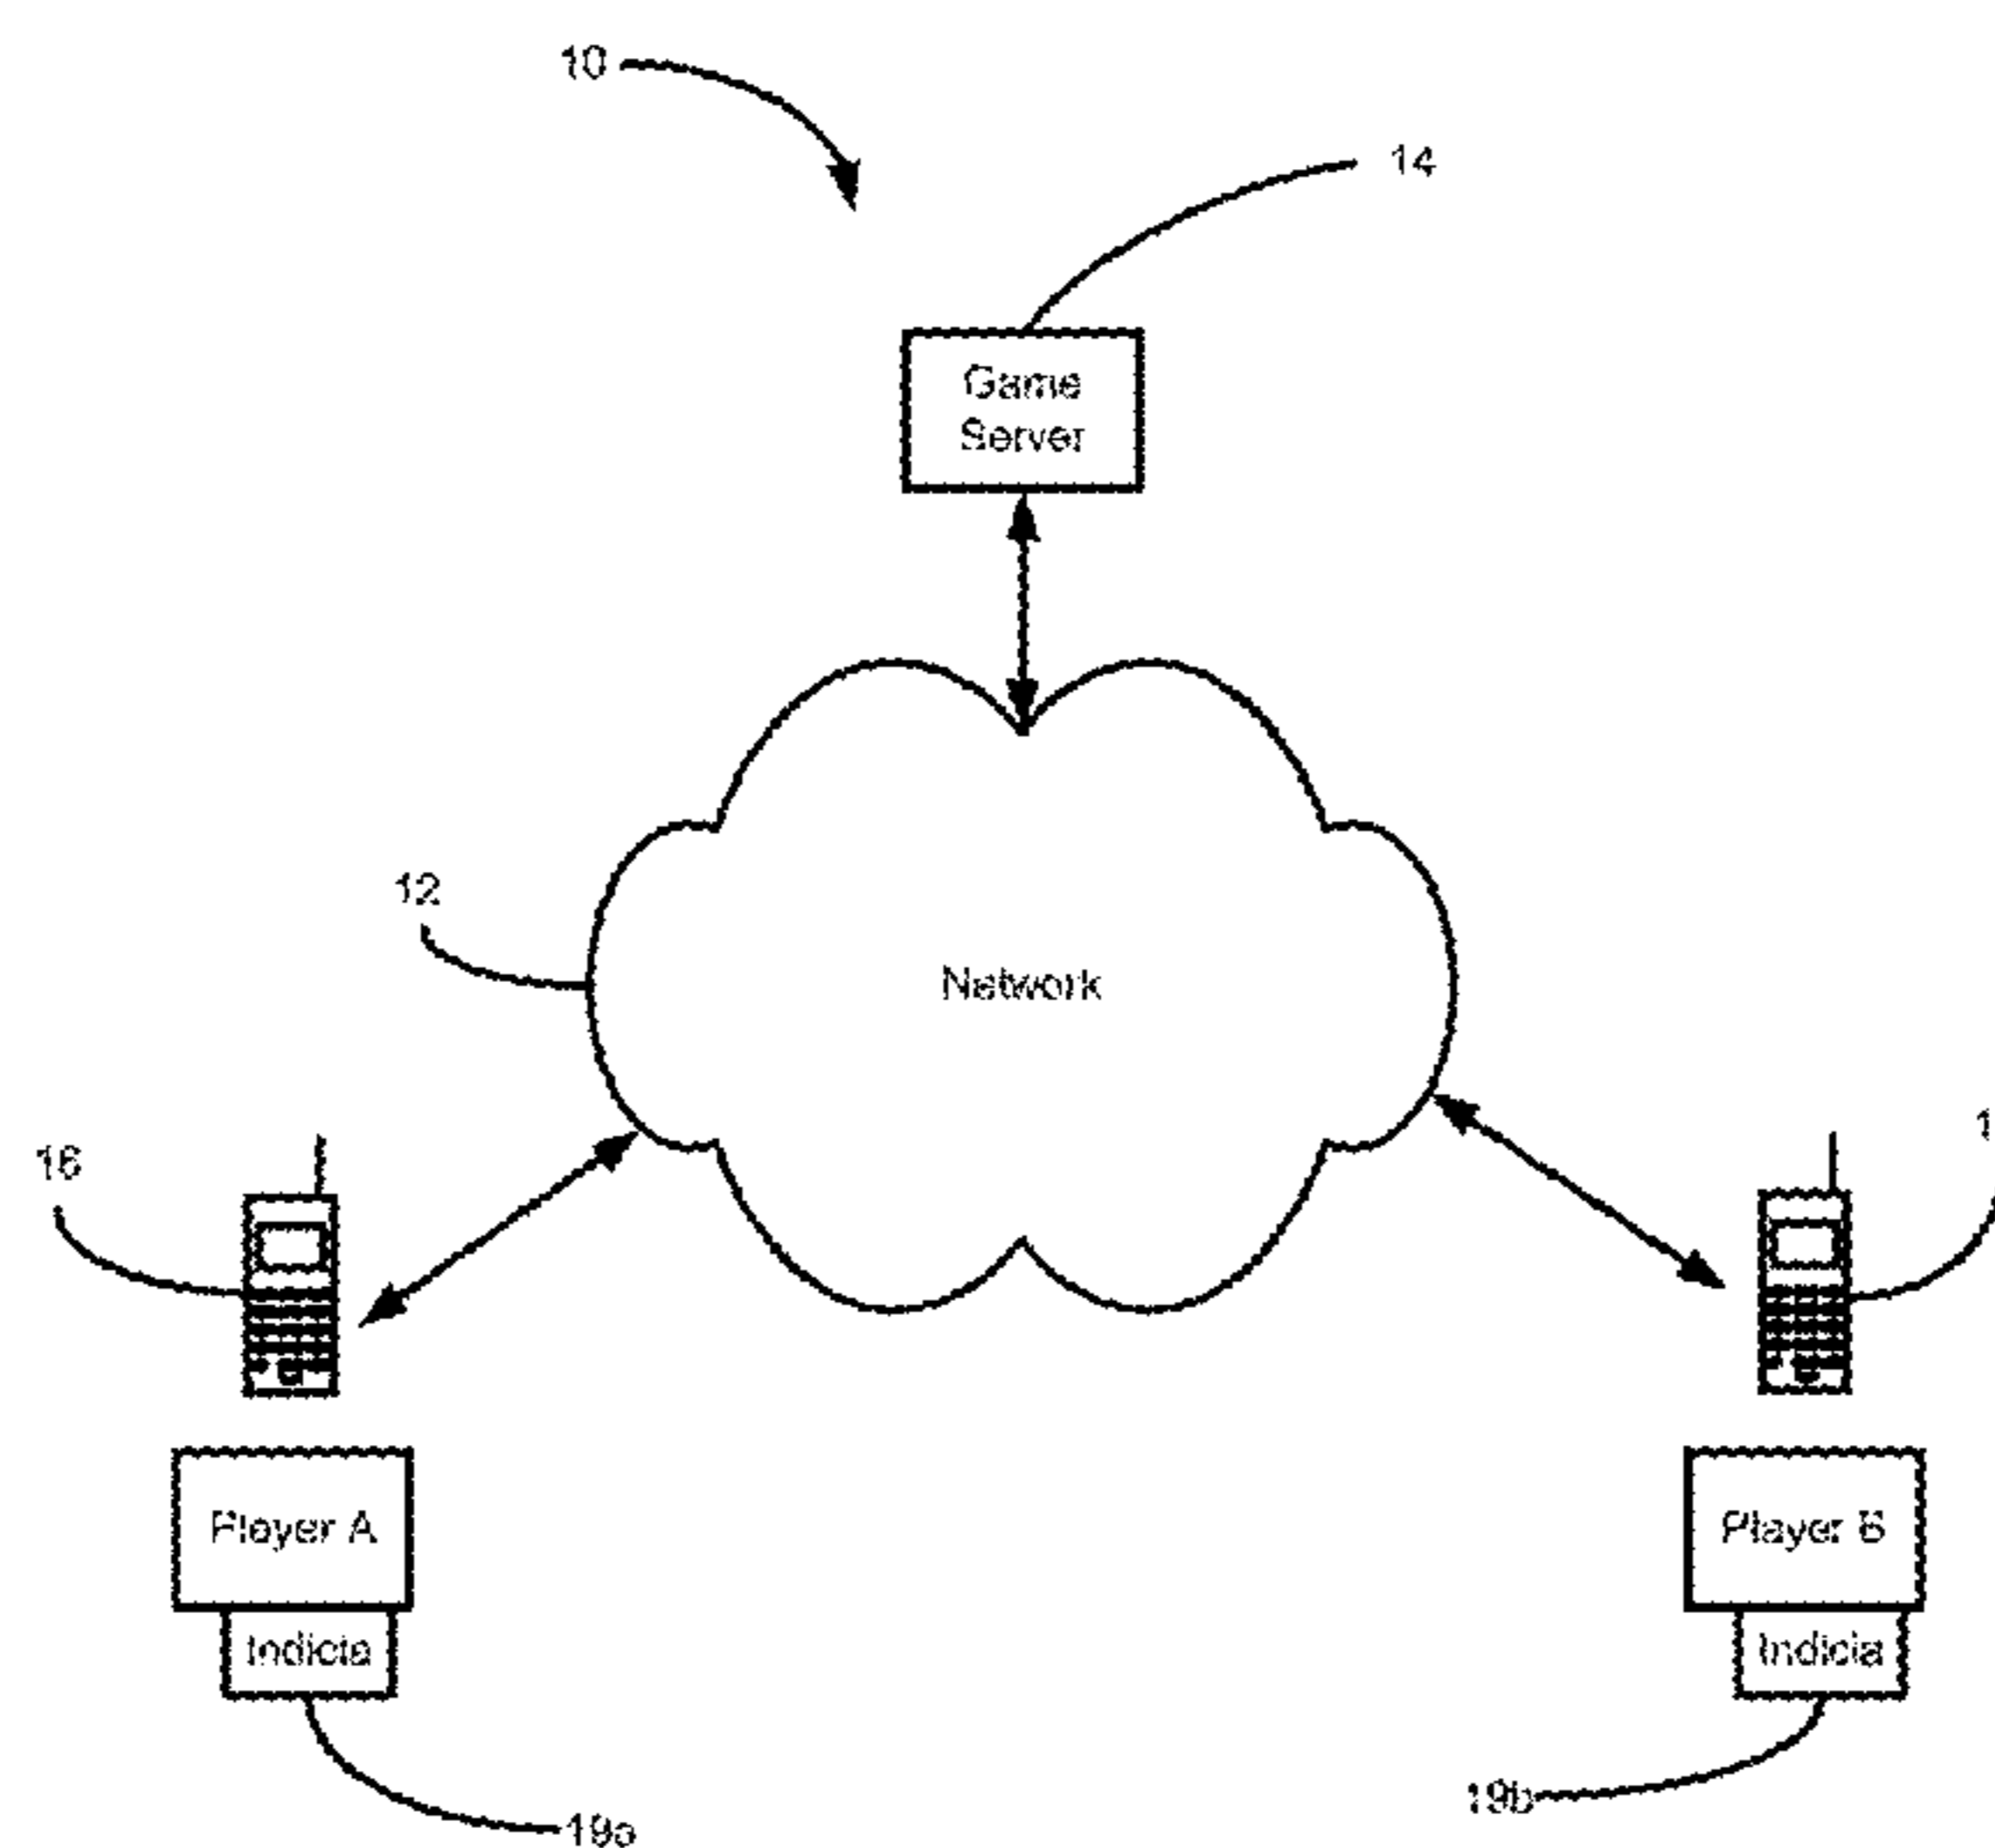 10
14
Game
Server
12
Network
16
Player A
Player B
Indicia
Indicia
19a
19b